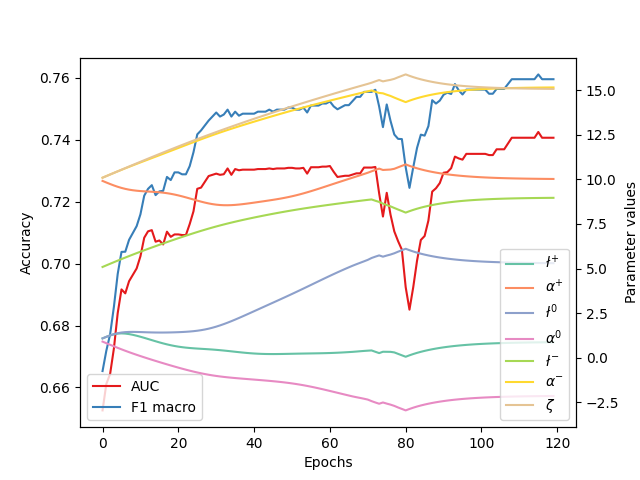 0.76
0.74
0.72
0.70
0.68
0.66
Accuracy
0
20
40
60
80
100
120
Epochs
15.0
12.5
10.0
7.5
5.0
2.5
0.0
−2.5
Parameter values
AUC
F1 macro
ł⁺
α⁺
ł⁰
α⁰
ł⁻
α⁻
ζ